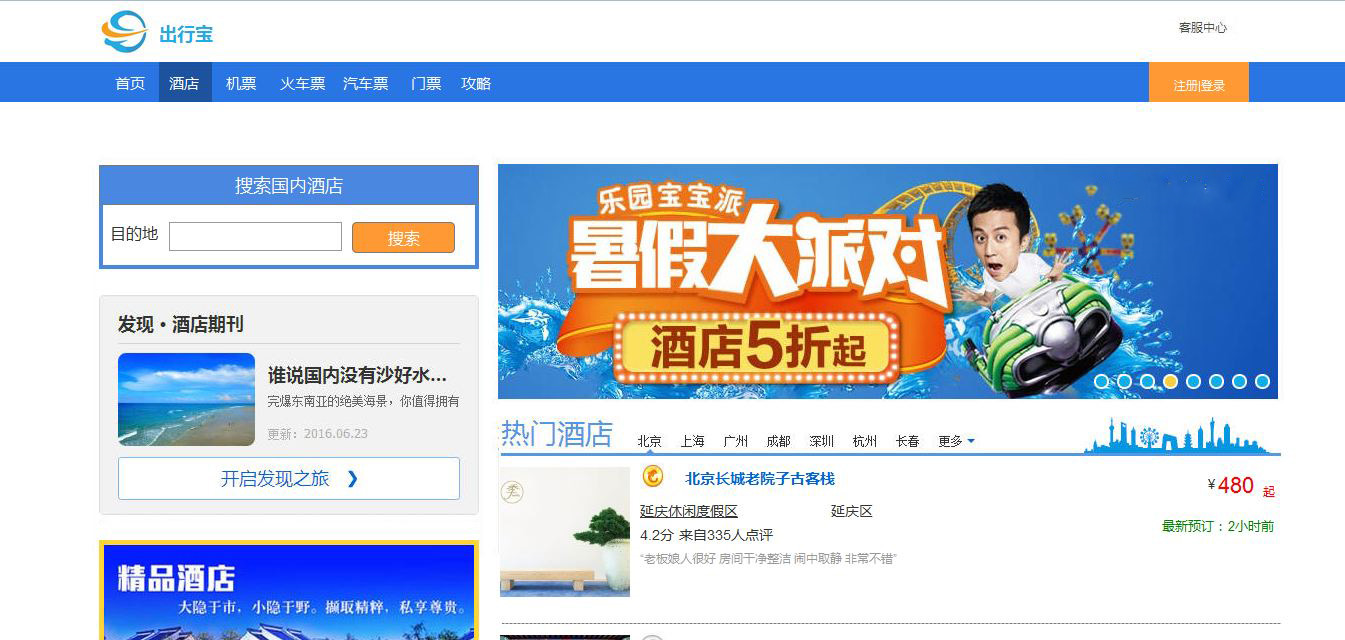 出行宝
客服中心
首页 酒店 机票 火车票 汽车票 门票 攻略
注册|登录
搜索国内酒店
目的地
搜索
发现·酒店期刊
谁说国内没有沙好水...
完爆东南亚的绝美海景，你值得拥有
更新：2016.06.23
开启发现之旅 ❯
精品酒店
大隐于市，小隐于野。撷取精粹，私享尊贵。
乐园宝宝派
暑假大派对
酒店5折起
热门酒店 北京 上海 广州 成都 深圳 杭州 长春 更多
北京长城老院子古客栈
¥480 起
延庆休闲度假区 延庆区
最新预订：2小时前
4.2分 来自335人点评
“老板娘人很好 房间干净整洁 闹中取静 非常不错”